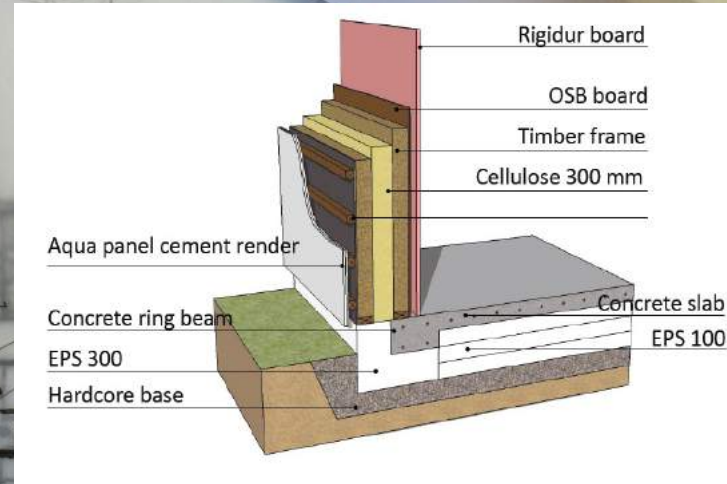 Rigidur board
OSB board
Timber frame
Cellulose 300 mm
Aqua panel cement render
Concrete ring beam
Concrete slab
EPS 300
EPS 100
Hardcore base